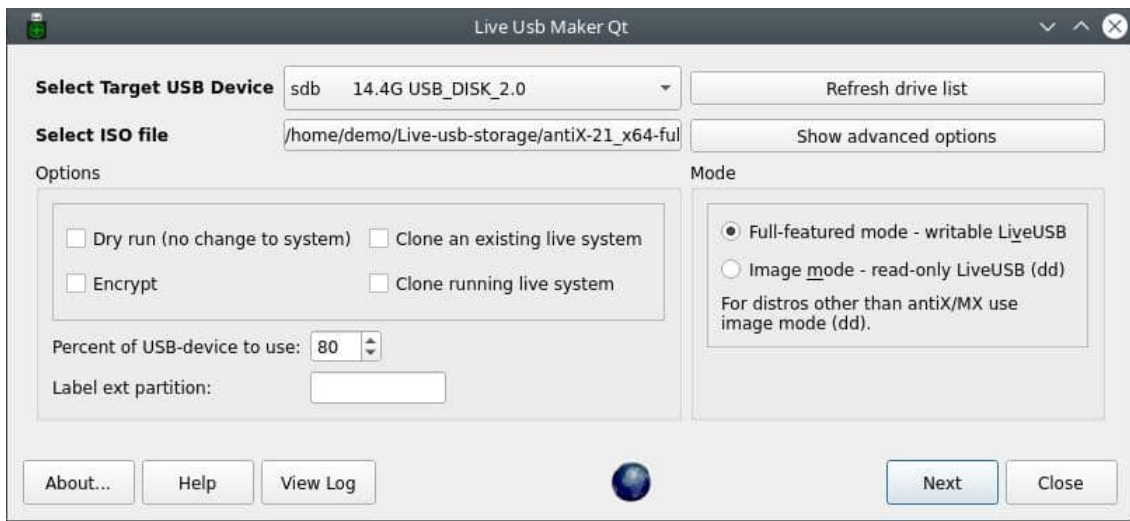 Live Usb Maker Qt
Select Target USB Device sdb 14.4G USB_DISK_2.0 Refresh drive list
Select ISO file /home/demo/Live-usb-storage/antiX-21_x64-ful Show advanced options
Options Mode
Dry run (no change to system) Clone an existing live system
Encrypt Clone running live system
Full-featured mode - writable LiveUSB
Image mode - read-only LiveUSB (dd)
For distros other than antiX/MX use
image mode (dd).
Percent of USB-device to use: 80
Label ext partition:
About... Help View Log Next Close